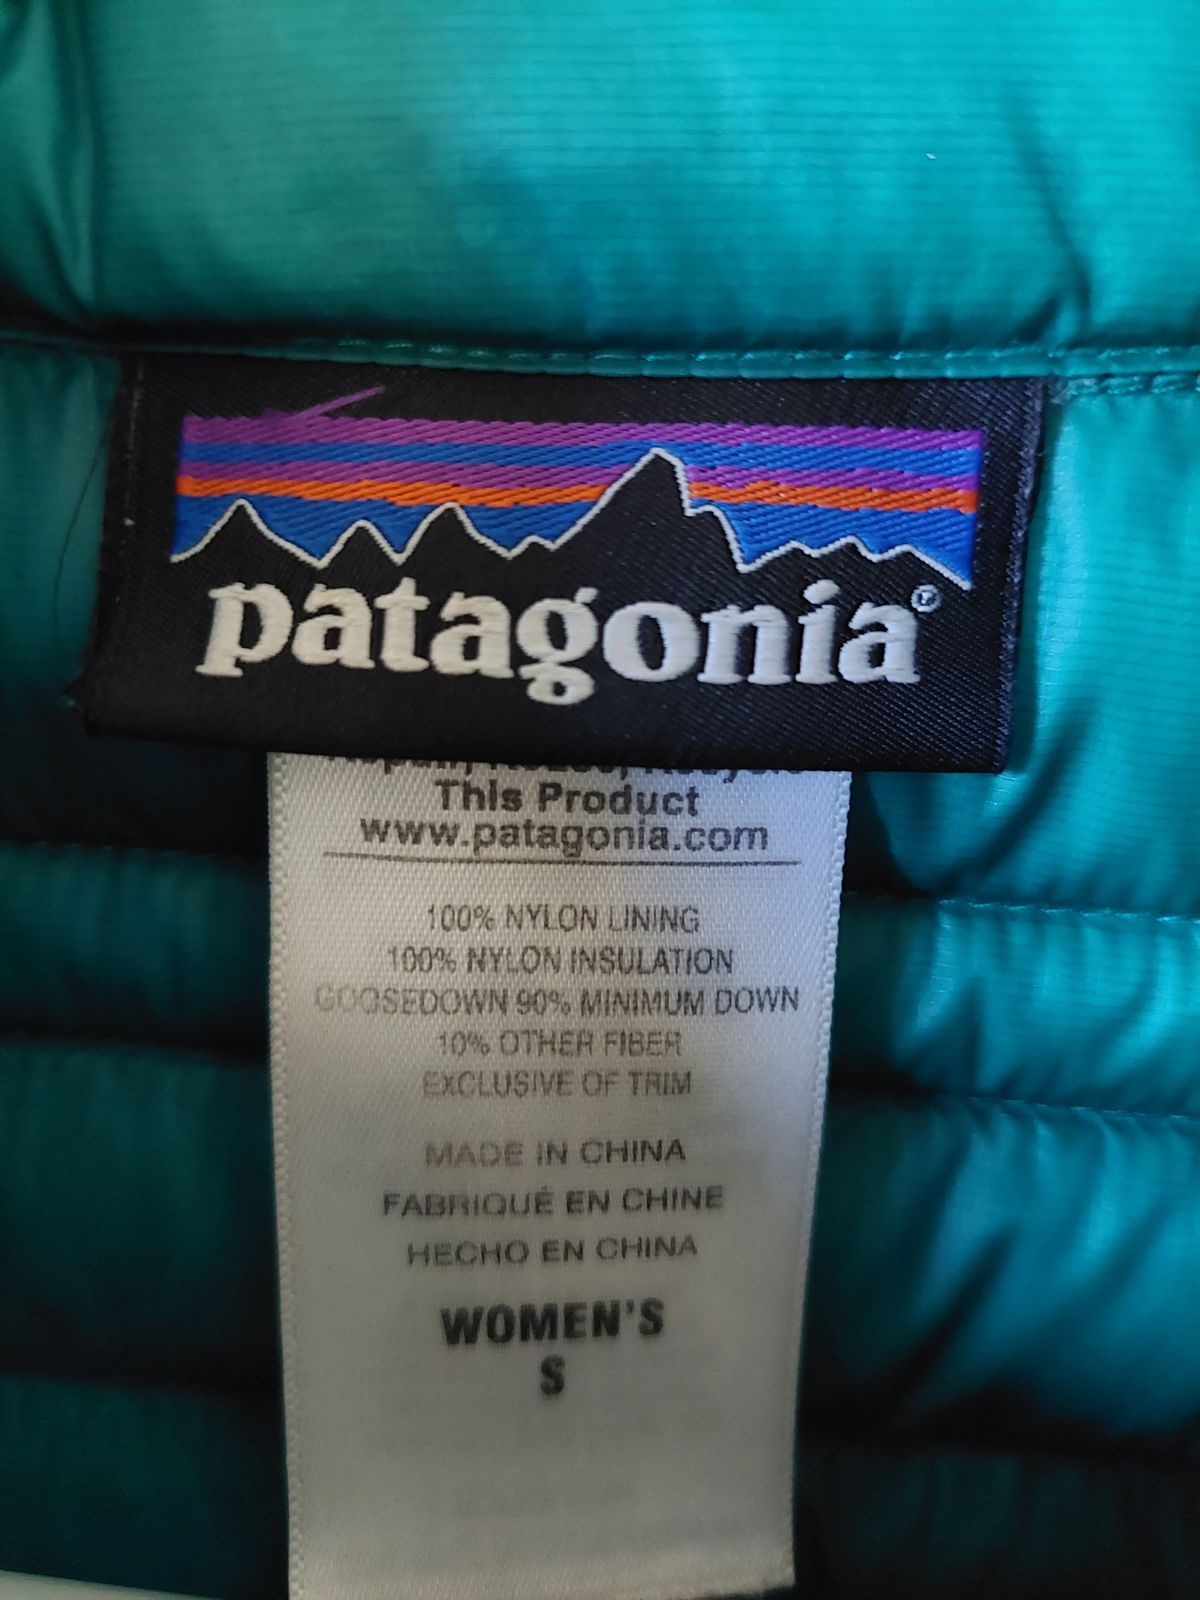 patagonia®
This Product
www.patagonia.com
100% NYLON LINING
100% NYLON INSULATION
GOOSEDOWN 90% MINIMUM DOWN
10% OTHER FIBER
EXCLUSIVE OF TRIM
MADE IN CHINA
FABRIQUÉ EN CHINE
HECHO EN CHINA
WOMEN'S
S